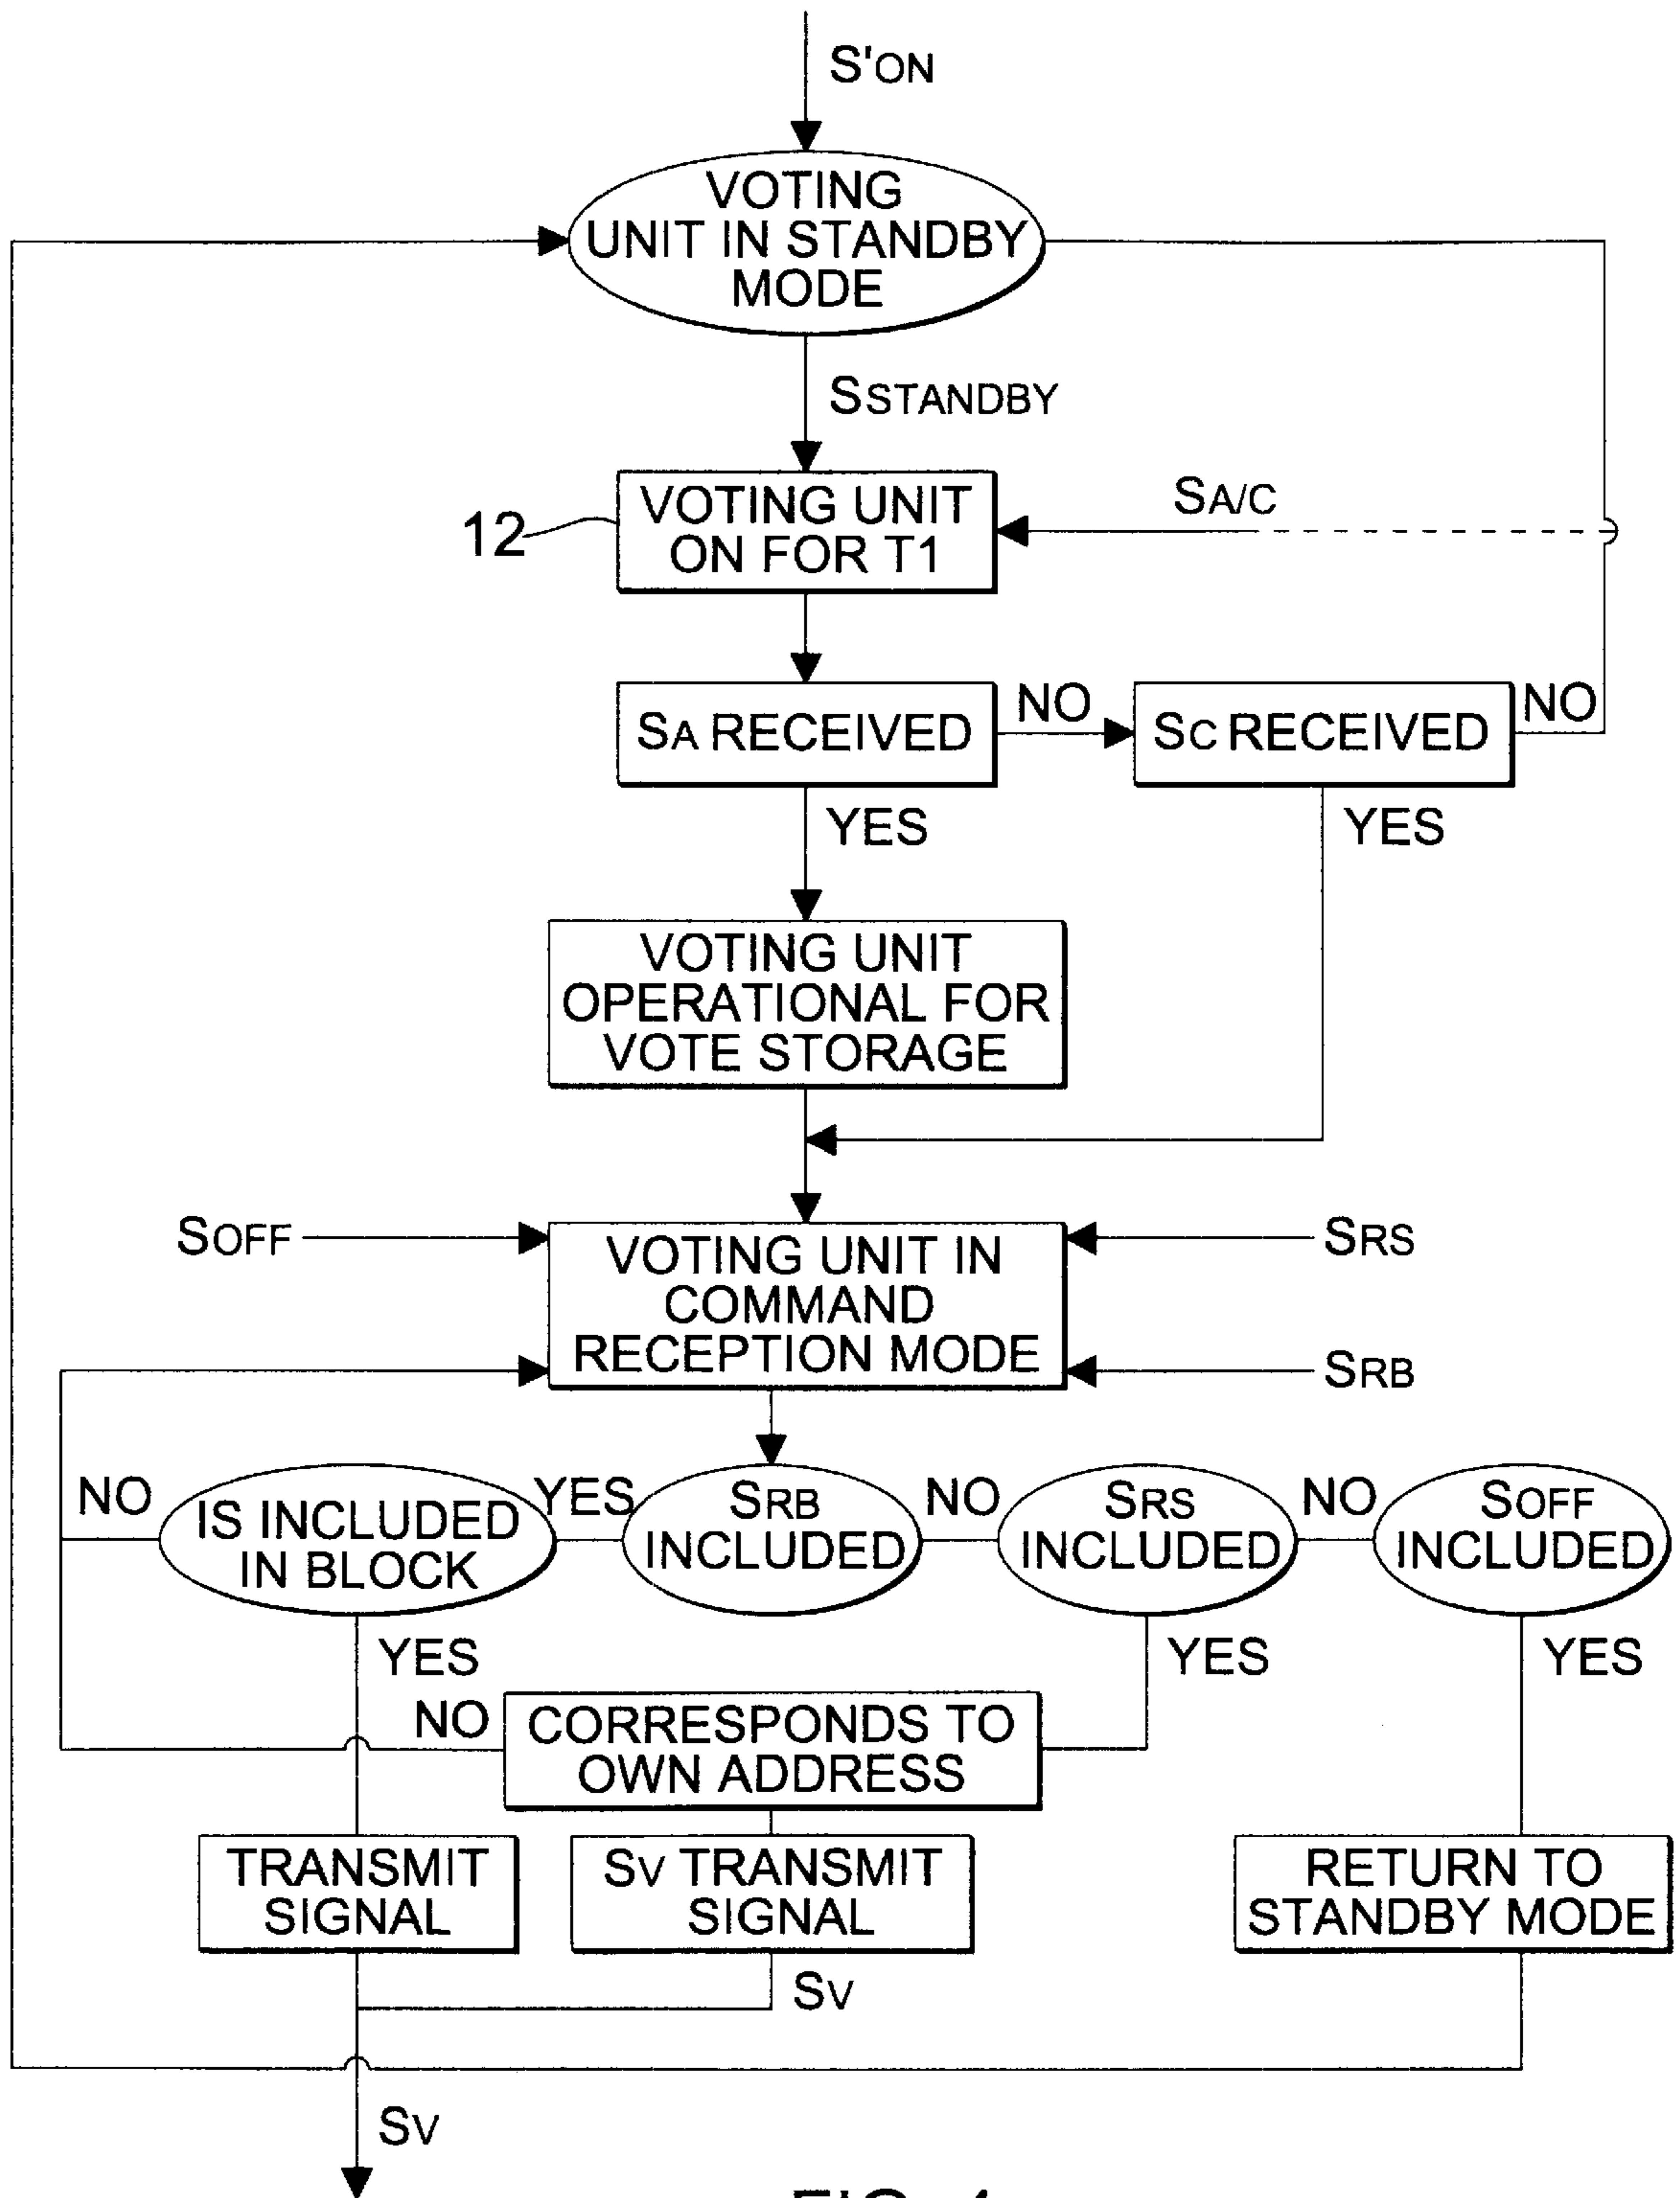 S'ON
VOTING
UNIT IN STANDBY
MODE
SSTANDBY
12
VOTING UNIT
ON FOR T1
SA/C
SA RECEIVED
NO
SC RECEIVED
NO
YES
YES
VOTING UNIT
OPERATIONAL FOR
VOTE STORAGE
SOFF
VOTING UNIT IN
COMMAND
RECEPTION MODE
SRS
SRB
NO
IS INCLUDED
IN BLOCK
YES
SRB
INCLUDED
NO
SRS
INCLUDED
NO
SOFF
INCLUDED
YES
YES
YES
NO
CORRESPONDS TO
OWN ADDRESS
TRANSMIT
SIGNAL
SV TRANSMIT
SIGNAL
RETURN TO
STANDBY MODE
SV
SV